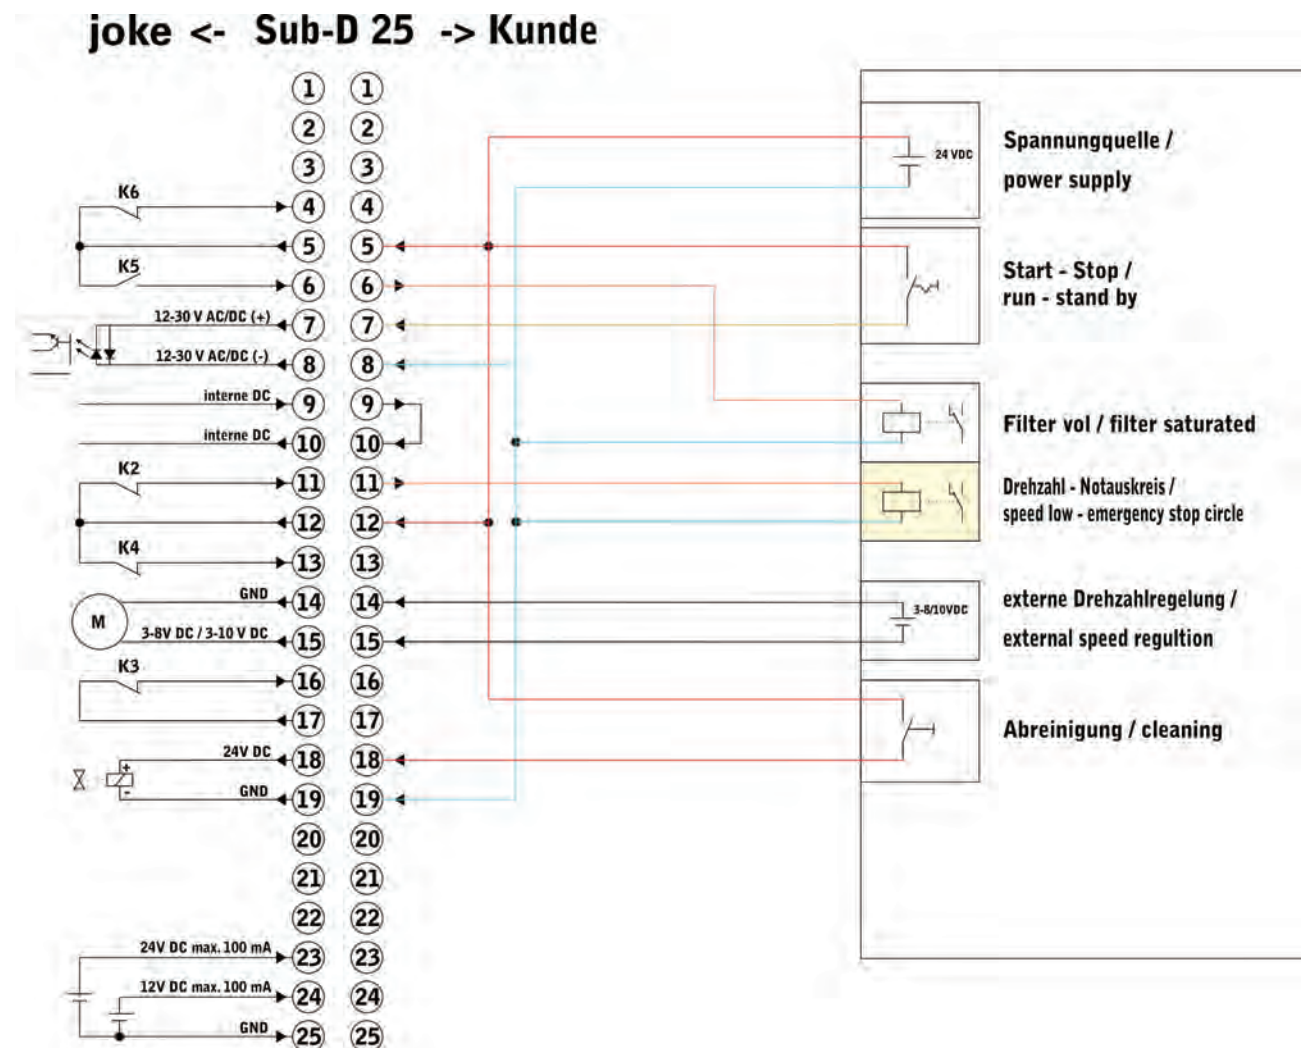 joke <- Sub-D 25 -> Kunde
1 1
2 2
3 3
K6
4 4
5 5
K5
6 6
12-30 V AC/DC (+)
7 7
12-30 V AC/DC (-)
8 8
interne DC
9 9
interne DC
10 10
K2
11 11
12 12
K4
13 13
GND
14 14
M
3-8V DC / 3-10 V DC
15 15
K3
16 16
17 17
24V DC
18 18
+
-
GND
19 19
20 20
21 21
22 22
24V DC max. 100 mA
23 23
12V DC max. 100 mA
24 24
GND
25 25
24 VDC
Spannungquelle /
power supply
Start - Stop /
run - stand by
Filter vol / filter saturated
Drehzahl - Notauskreis /
speed low - emergency stop circle
3-8/10VDC
externe Drehzahlregelung /
external speed regultion
Abreinigung / cleaning